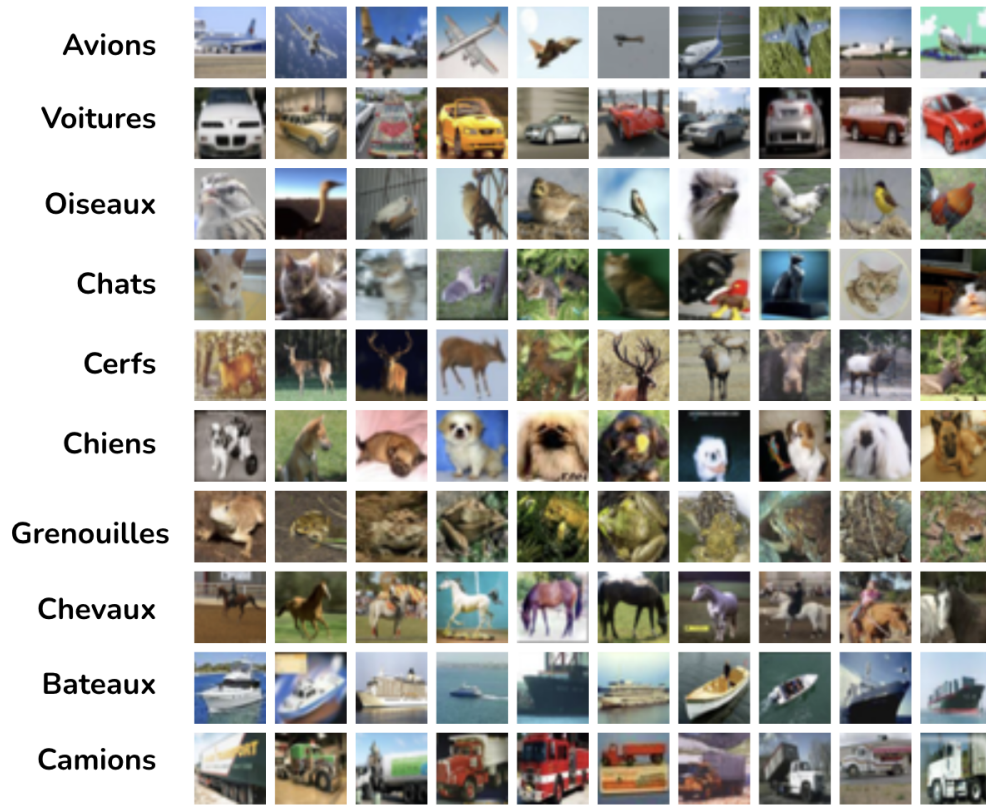 Avions
Voitures
Oiseaux
Chats
Cerfs
Chiens
Grenouilles
Chevaux
Bateaux
Camions